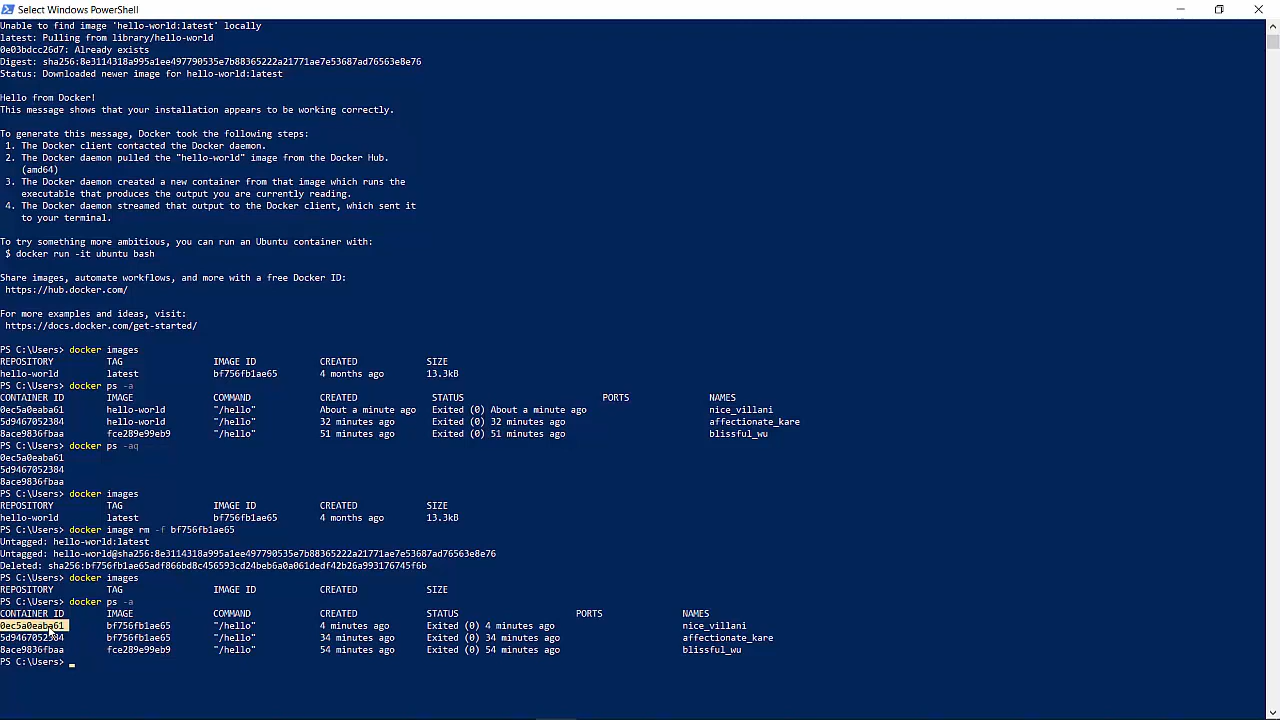 Select Windows PowerShell
Unable to find image 'hello-world:latest' locally
latest: Pulling from library/hello-world
0e03bdcc26d7: Already exists
Digest: sha256:8e3114318a995a1ee497790535e7b88365222a21771ae7e53687ad76563e8e76
Status: Downloaded newer image for hello-world:latest
Hello from Docker!
This message shows that your installation appears to be working correctly.
To generate this message, Docker took the following steps:
1. The Docker client contacted the Docker daemon.
2. The Docker daemon pulled the "hello-world" image from the Docker Hub.
(amd64)
3. The Docker daemon created a new container from that image which runs the
executable that produces the output you are currently reading.
4. The Docker daemon streamed that output to the Docker client, which sent it
to your terminal.
To try something more ambitious, you can run an Ubuntu container with:
$ docker run -it ubuntu bash
Share images, automate workflows, and more with a free Docker ID:
https://hub.docker.com/
For more examples and ideas, visit:
https://docs.docker.com/get-started/
PS C:\Users> docker images
REPOSITORY TAG IMAGE ID CREATED SIZE
hello-world latest bf756fb1ae65 4 months ago 13.3kB
PS C:\Users> docker ps -a
CONTAINER ID IMAGE COMMAND CREATED STATUS PORTS NAMES
0ec5a0eaba61 hello-world "/hello" About a minute ago Exited (0) About a minute ago nice_villani
5d9467052384 hello-world "/hello" 32 minutes ago Exited (0) 32 minutes ago affectionate_kare
8ace9836fbaa fce289e99eb9 "/hello" 51 minutes ago Exited (0) 51 minutes ago blissful_wu
PS C:\Users> docker ps -aq
0ec5a0eaba61
5d9467052384
8ace9836fbaa
PS C:\Users> docker images
REPOSITORY TAG IMAGE ID CREATED SIZE
hello-world latest bf756fb1ae65 4 months ago 13.3kB
PS C:\Users> docker image rm -f bf756fb1ae65
Untagged: hello-world:latest
Untagged: hello-world@sha256:8e3114318a995a1ee497790535e7b88365222a21771ae7e53687ad76563e8e76
Deleted: sha256:bf756fb1ae65adf866bd8c456593cd24beb6a0a061dedf42b26a993176745f6b
PS C:\Users> docker images
REPOSITORY TAG IMAGE ID CREATED SIZE
PS C:\Users> docker ps -a
CONTAINER ID IMAGE COMMAND CREATED STATUS PORTS NAMES
0ec5a0eaba61 bf756fb1ae65 "/hello" 4 minutes ago Exited (0) 4 minutes ago nice_villani
5d9467052384 bf756fb1ae65 "/hello" 34 minutes ago Exited (0) 34 minutes ago affectionate_kare
8ace9836fbaa fce289e99eb9 "/hello" 54 minutes ago Exited (0) 54 minutes ago blissful_wu
PS C:\Users> _